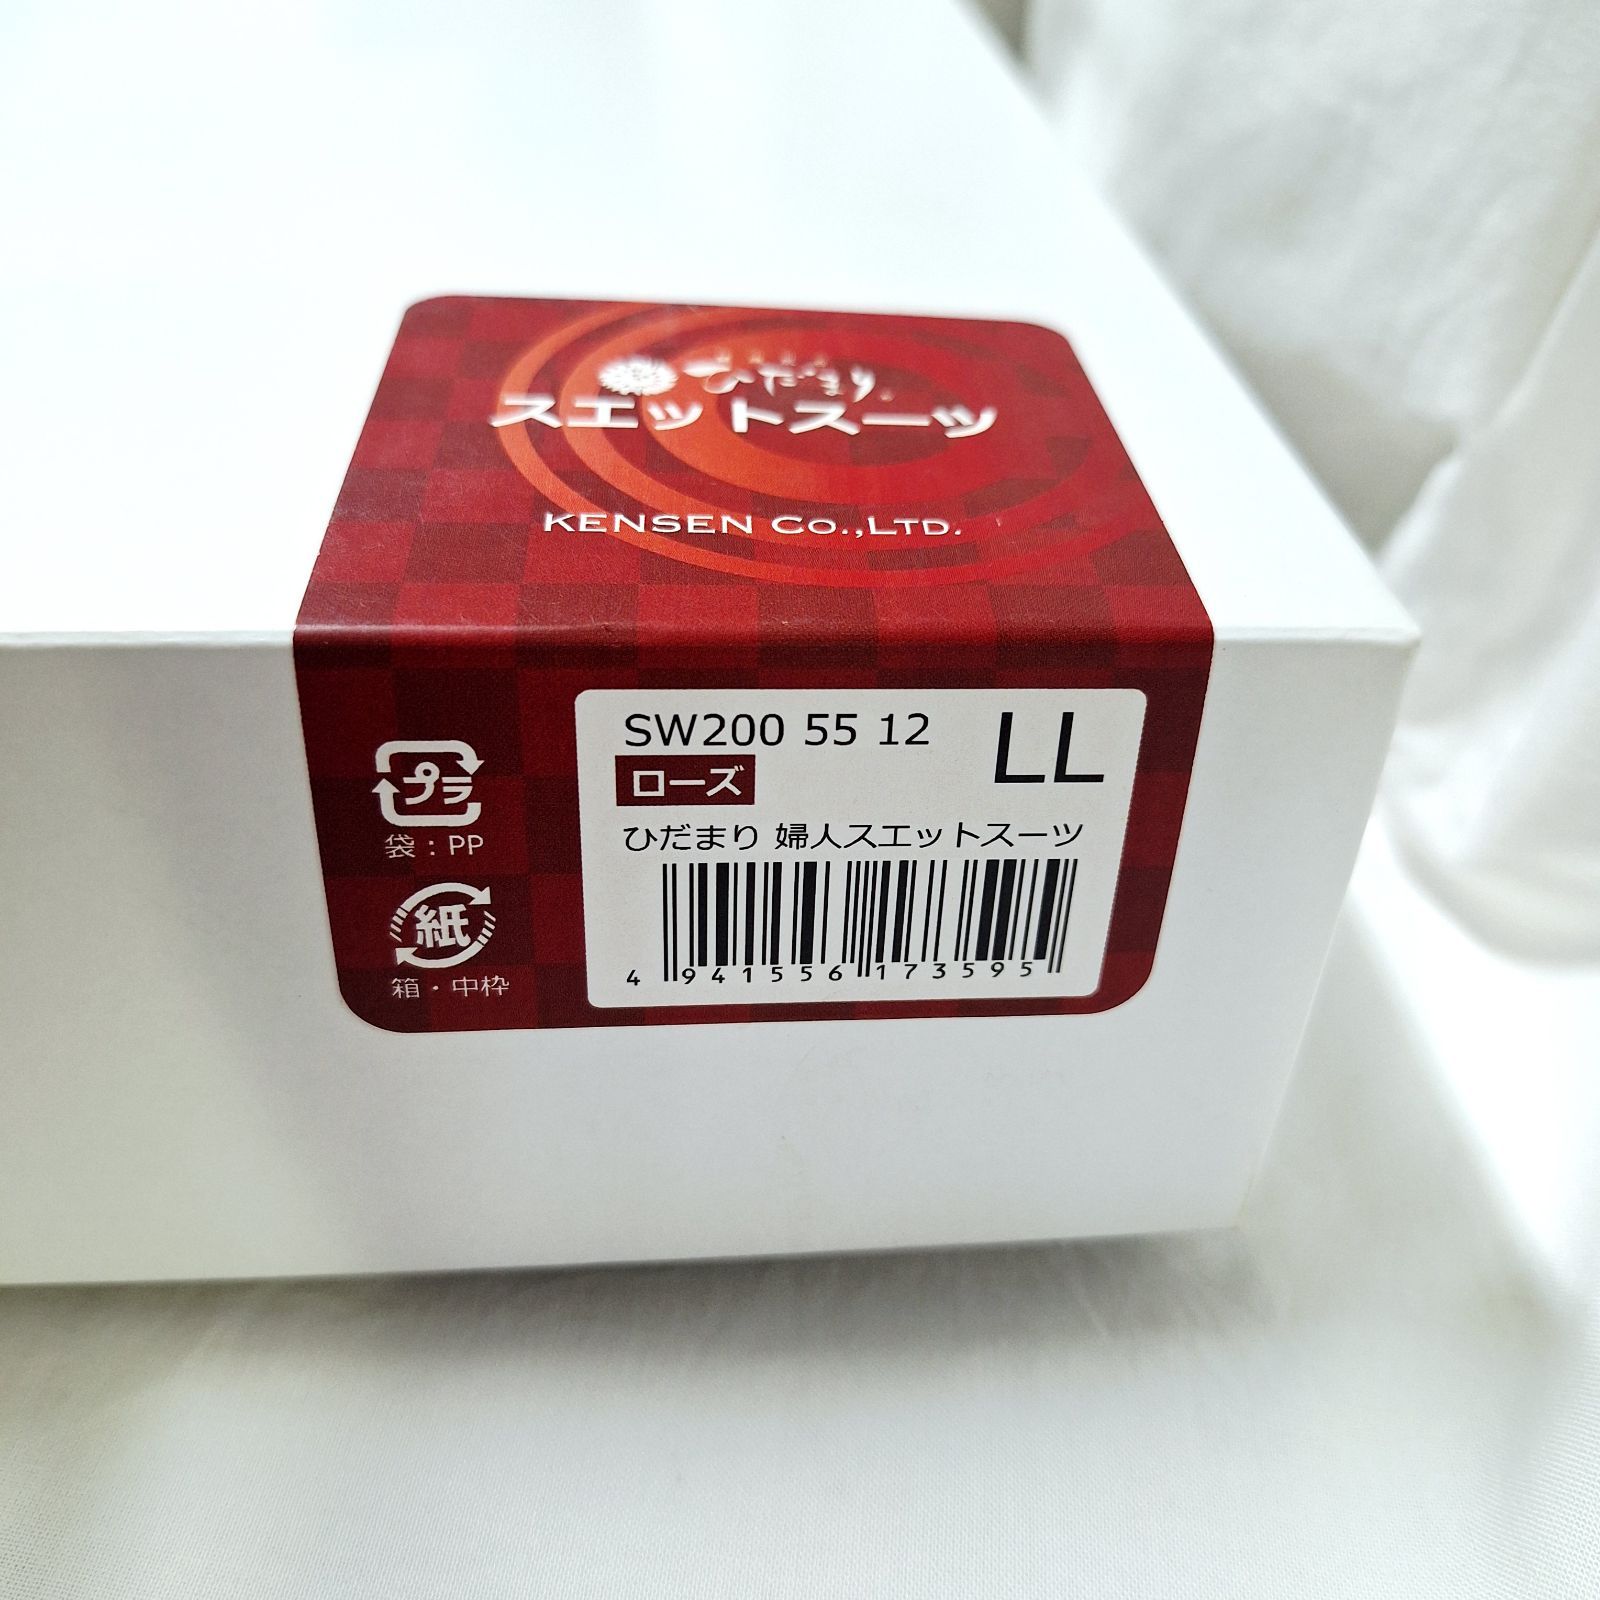 ひだまり
スエットスーツ
KENSEN CO.,LTD.
SW200 55 12
LL
ローズ
ひだまり 婦人スエットスーツ
4 941556 173595
プラ
袋：PP
紙
箱・中枠